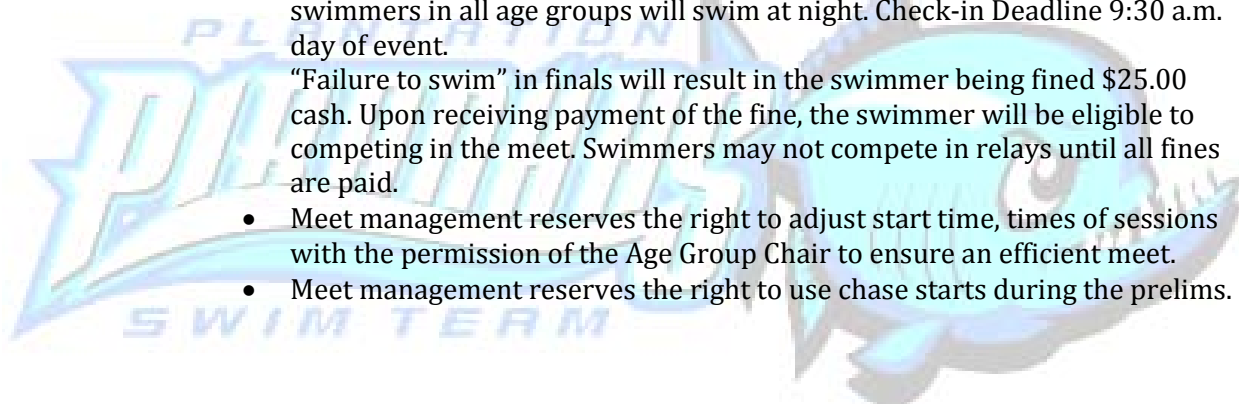 swimmers in all age groups will swim at night. Check-in Deadline 9:30 a.m.
day of event.
“Failure to swim” in finals will result in the swimmer being fined $25.00
cash. Upon receiving payment of the fine, the swimmer will be eligible to
competing in the meet. Swimmers may not compete in relays until all fines
are paid.
• Meet management reserves the right to adjust start time, times of sessions
with the permission of the Age Group Chair to ensure an efficient meet.
• Meet management reserves the right to use chase starts during the prelims.
PLANTATION
PIRANHAS
SWIM TEAM